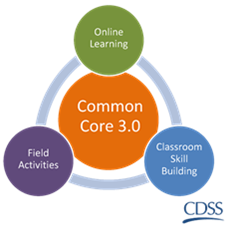 Online
Learning
Common
Core 3.0
Field
Activities
Classroom
Skill
Building
CDSS